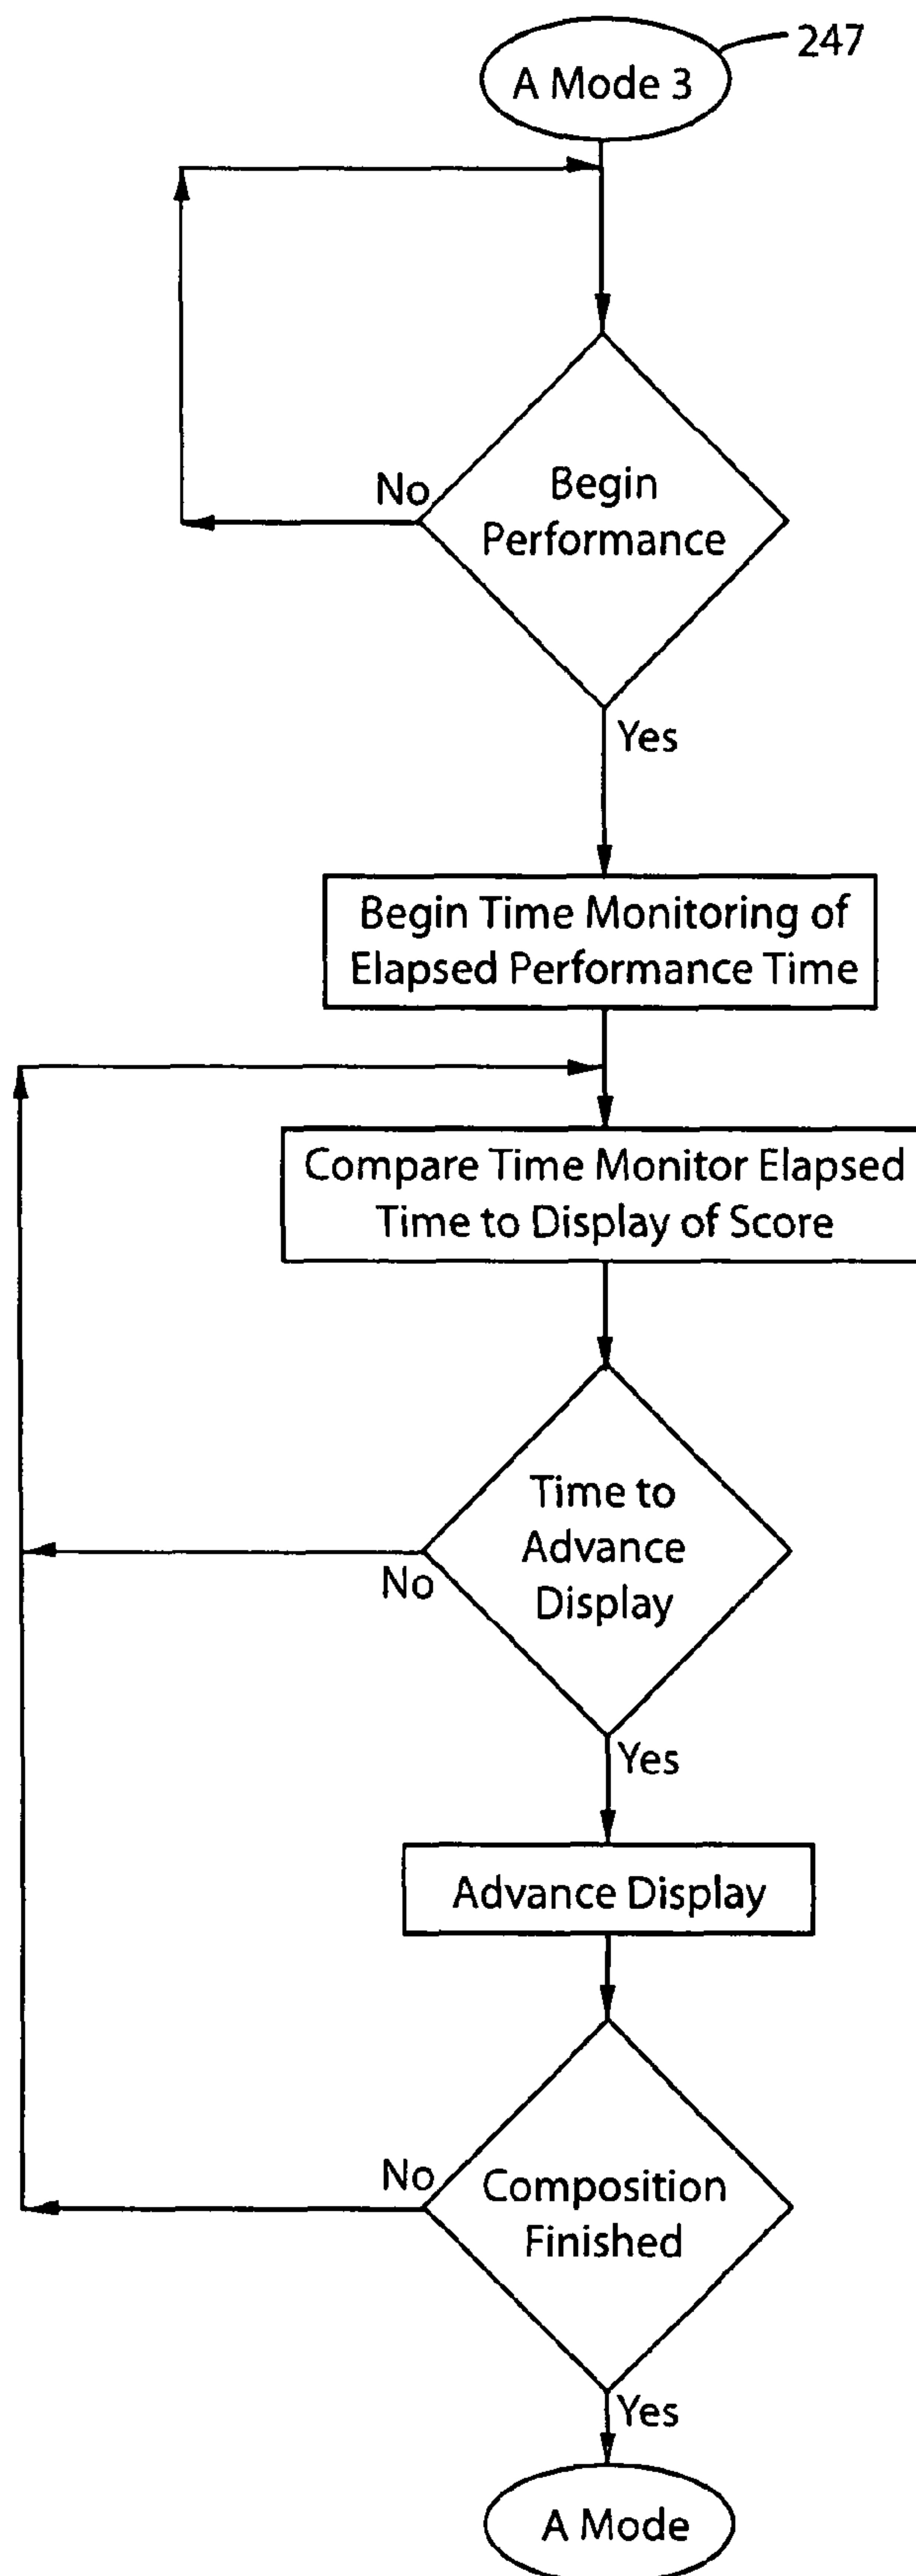 A Mode 3
247
No
Begin
Performance
Yes
Begin Time Monitoring of
Elapsed Performance Time
Compare Time Monitor Elapsed
Time to Display of Score
Time to
Advance
Display
No
Yes
Advance Display
No
Composition
Finished
Yes
A Mode